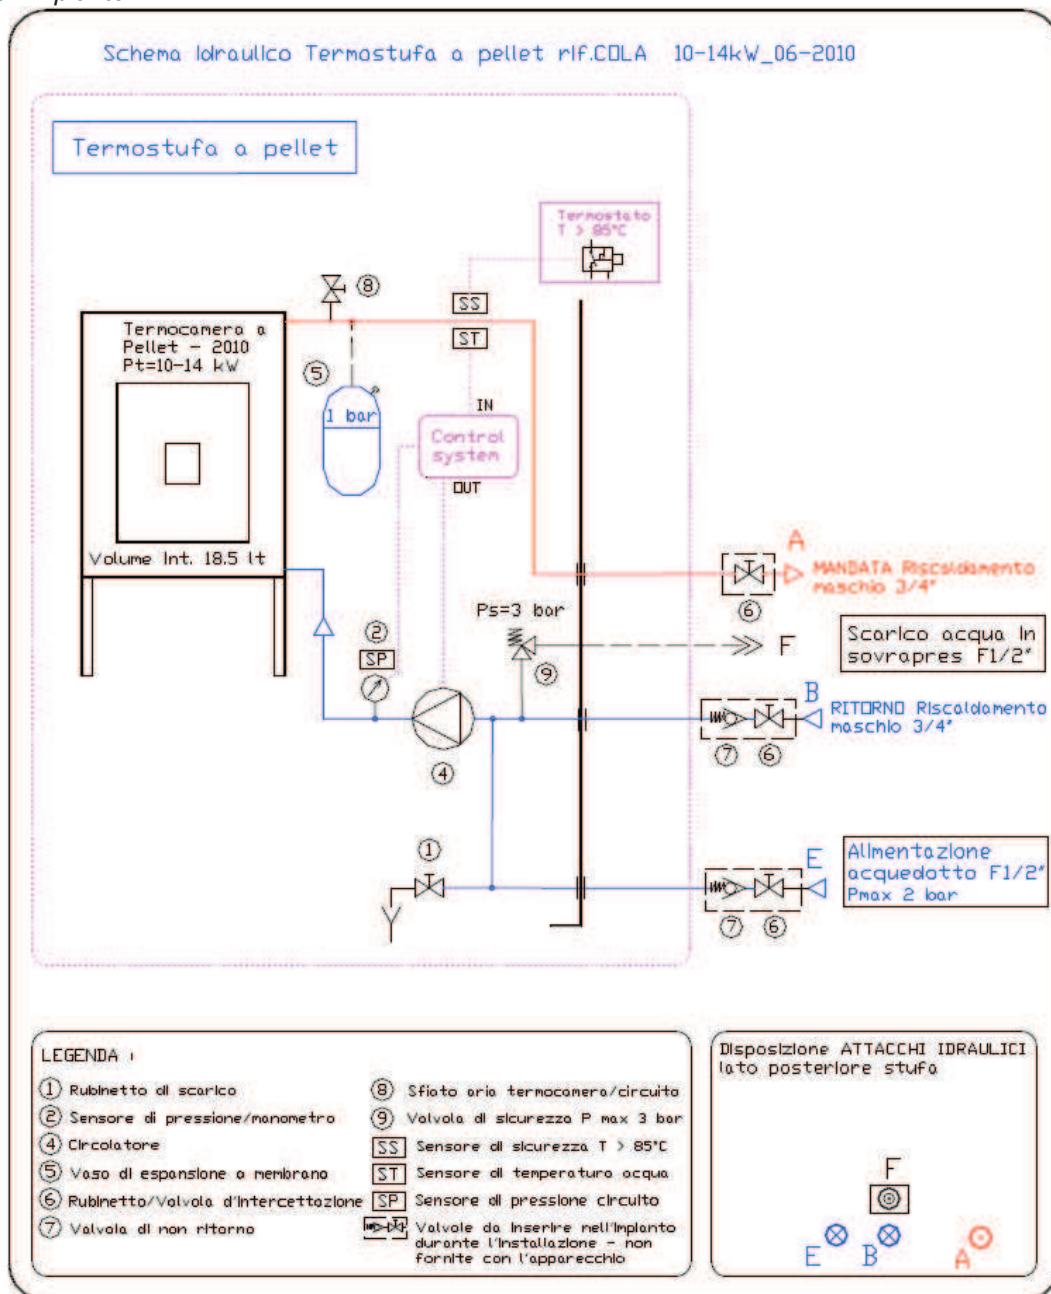 Schema Idraulico Termostufa a pellet rif.COLA 10-14kW_06-2010
Termostufa a pellet
Termostato
T > 85°C
8
SS
ST
Termocamera a
Pellet - 2010
Pt=10-14 kW
5
1 bar
IN
Control
system
OUT
Volume Int. 18.5 lt
A
MANDATA Riscaldamento
maschio 3/4"
6
Ps=3 bar
2
SP
9
F
Scarico acqua in
sovrapres F1/2"
B
RITORNO Riscaldamento
maschio 3/4"
7 6
4
1
E
Alimentazione
acquedotto F1/2"
Pmax 2 bar
7 6
LEGENDA :
1 Rubinetto di scarico
2 Sensore di pressione/manometro
4 Circolatore
5 Vaso di espansione a membrana
6 Rubinetto/Valvola d'intercettazione
7 Valvola di non ritorno
8 Sfiato aria termocamera/circuito
9 Valvola di sicurezza P max 3 bar
SS Sensore di sicurezza T > 85°C
ST Sensore di temperatura acqua
SP Sensore di pressione circuito
Valvole da inserire nell'impianto
durante l'installazione - non
fornite con l'apparecchio
Disposizione ATTACCHI IDRAULICI
lato posteriore stufa
F
E B A